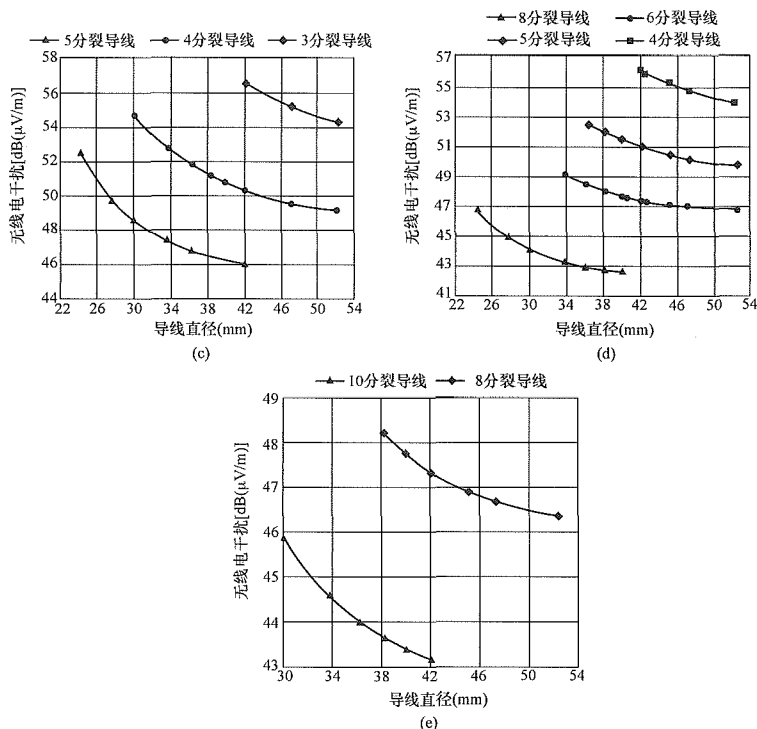 5分裂导线 4分裂导线 3分裂导线
58
54
50
46
44
22 26 30 34 38 42 46 50 54
无线电干扰[dB(μV/m)]
导线直径(mm)
(c)
8分裂导线 6分裂导线
5分裂导线 4分裂导线
57
55
53
51
49
47
45
43
41
22 26 30 34 38 42 46 50 54
无线电干扰[dB(μV/m)]
导线直径(mm)
(d)
10分裂导线 8分裂导线
49
48
47
46
45
44
43
30 34 38 42 46 50 54
无线电干扰[dB(μV/m)]
导线直径(mm)
(e)